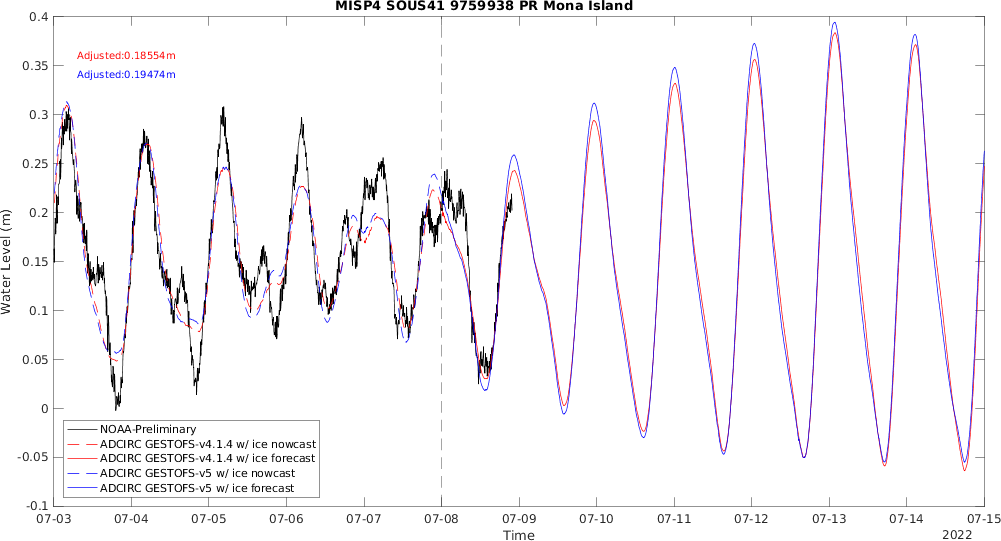 MISP4 SOUS41 9759938 PR Mona Island
Adjusted:0.18554m
Adjusted:0.19474m
Water Level (m)
0.4
0.35
0.3
0.25
0.2
0.15
0.1
0.05
0
-0.05
-0.1
NOAA-Preliminary
ADCIRC GESTOFS-v4.1.4 w/ ice nowcast
ADCIRC GESTOFS-v4.1.4 w/ ice forecast
ADCIRC GESTOFS-v5 w/ ice nowcast
ADCIRC GESTOFS-v5 w/ ice forecast
07-03 07-04 07-05 07-06 07-07 07-08 07-09 07-10 07-11 07-12 07-13 07-14 07-15
Time
2022